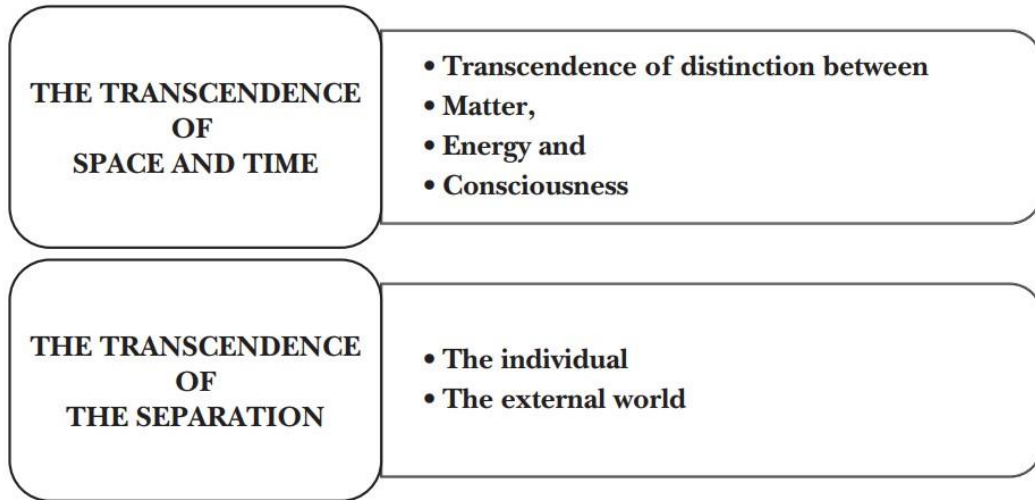 THE TRANSCENDENCE
OF
SPACE AND TIME
• Transcendence of distinction between
• Matter,
• Energy and
• Consciousness
THE TRANSCENDENCE
OF
THE SEPARATION
• The individual
• The external world